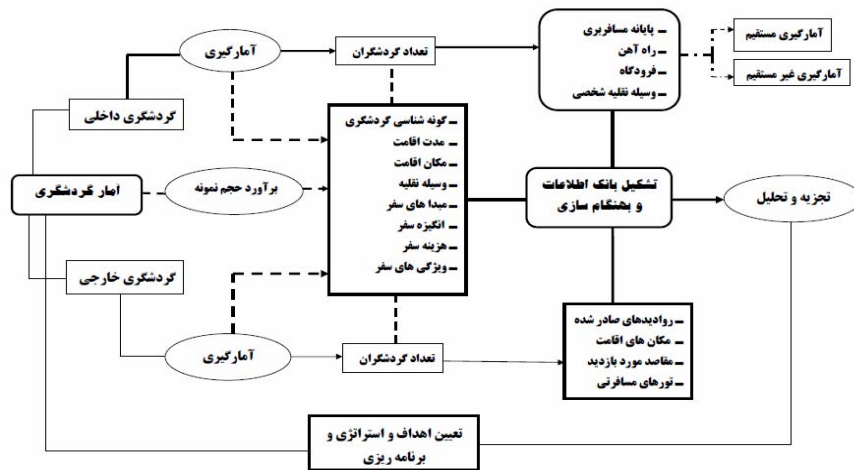 آمارگیری
تعداد گردشگران
ـ پایانه مسافربری
ـ راه آهن
ـ فرودگاه
ـ وسیله نقلیه شخصی
آمارگیری مستقیم
آمارگیری غیر مستقیم
گردشگری داخلی
ـ گونه شناسی گردشگری
ـ مدت اقامت
ـ مکان اقامت
ـ وسیله نقلیه
ـ مبدا های سفر
ـ انگیزه سفر
ـ هزینه سفر
ـ ویژگی های سفر
آمار گردشگری
برآورد حجم نمونه
تشکیل بانک اطلاعات
و بهنگام سازی
تجزیه و تحلیل
گردشگری خارجی
آمارگیری
تعداد گردشگران
ـ روادیدهای صادر شده
ـ مکان های اقامت
ـ مقاصد مورد بازدید
ـ تورهای مسافرتی
تعیین اهداف و استراتژی و
برنامه ریزی